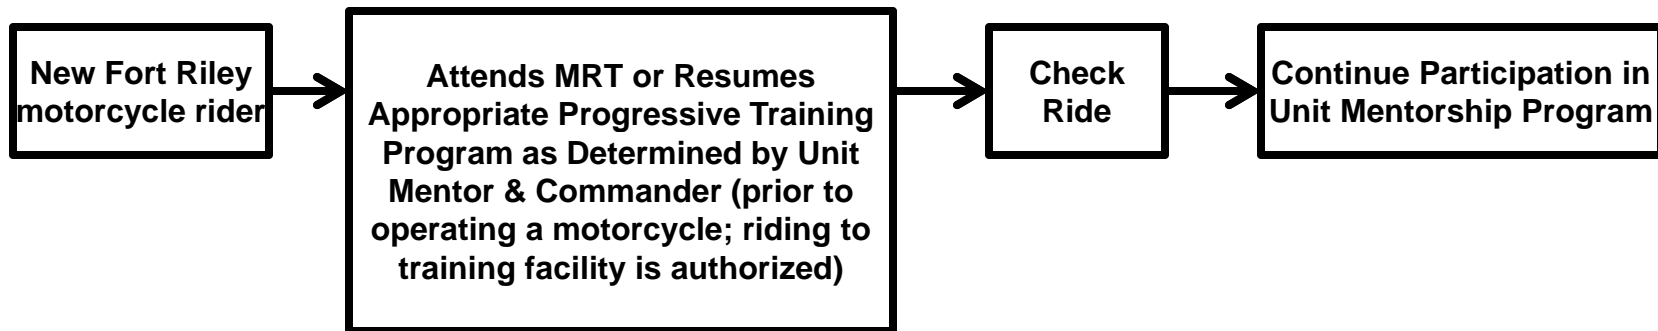 New Fort Riley
motorcycle rider
Attends MRT or Resumes
Appropriate Progressive Training
Program as Determined by Unit
Mentor & Commander (prior to
operating a motorcycle; riding to
training facility is authorized)
Check
Ride
Continue Participation in
Unit Mentorship Program